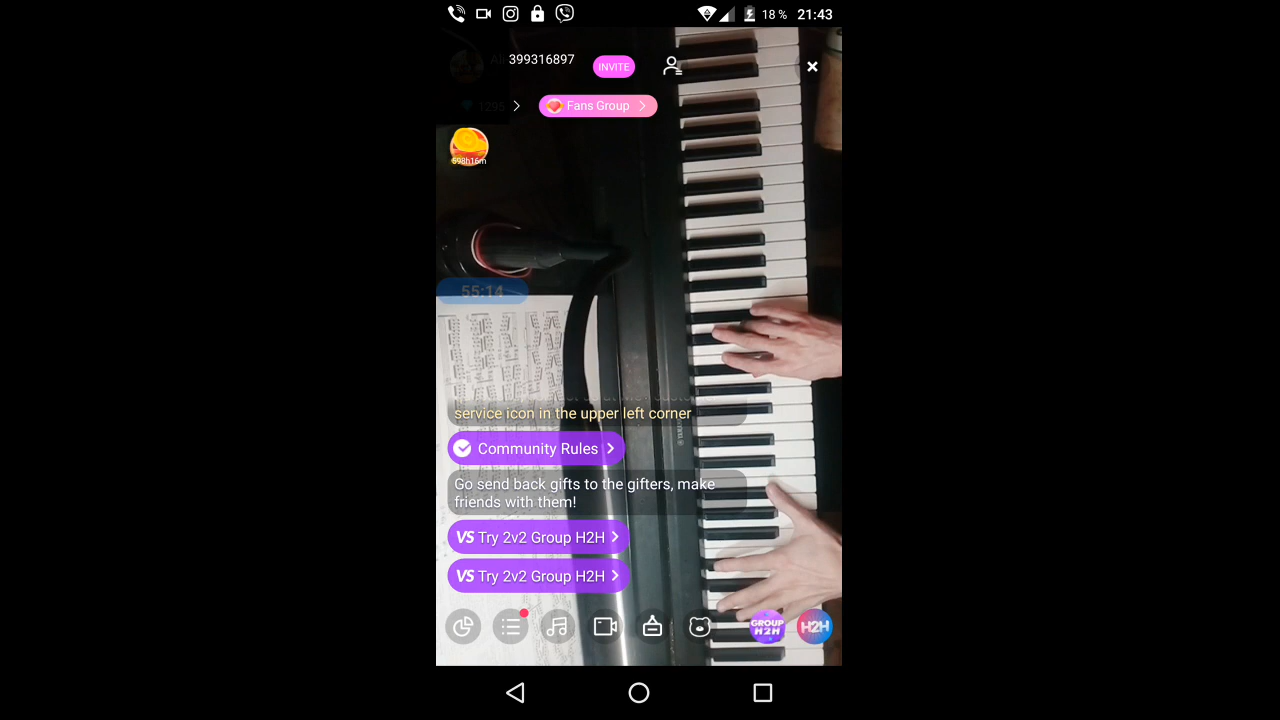 18 %
21:43
399316897
INVITE
1295
Fans Group
598h16m
55:14
service icon in the upper left corner
Community Rules
Go send back gifts to the gifters, make
friends with them!
VS Try 2v2 Group H2H
VS Try 2v2 Group H2H
GROUP
H2H
H2H